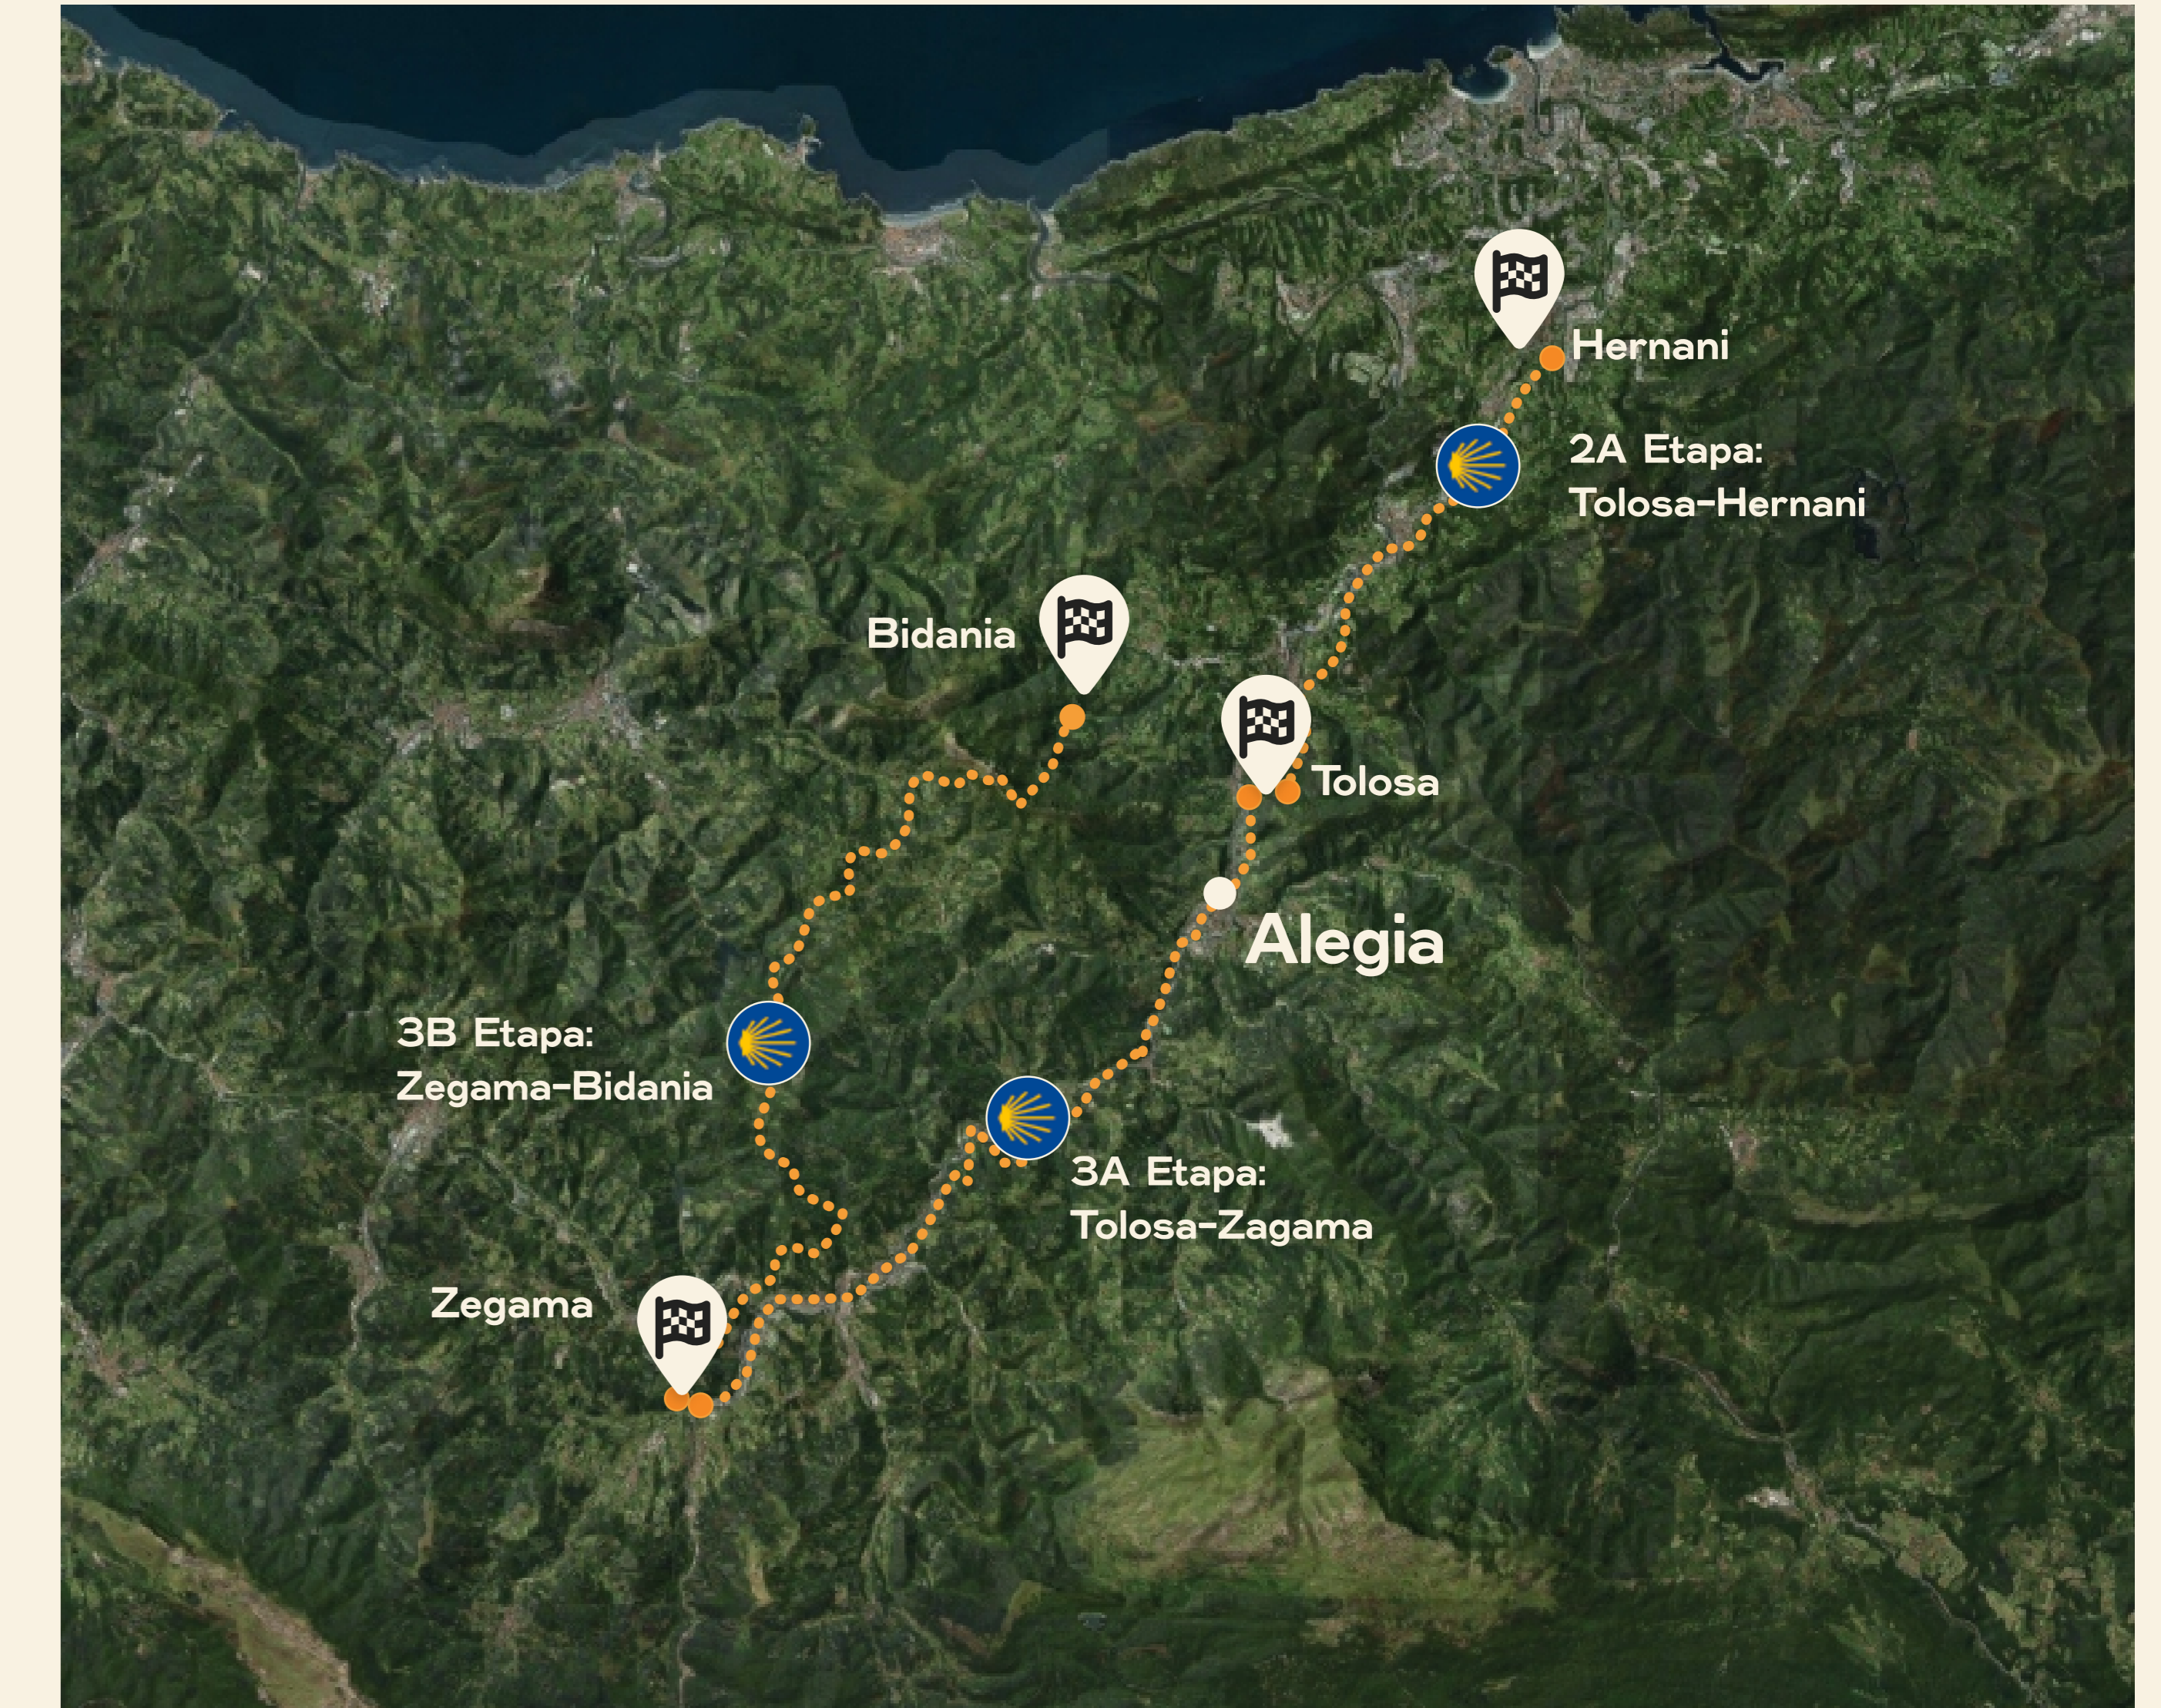 Hernani
2A Etapa:
Tolosa-Hernani
Bidania
Tolosa
Alegia
3B Etapa:
Zegama-Bidania
3A Etapa:
Tolosa-Zagama
Zegama